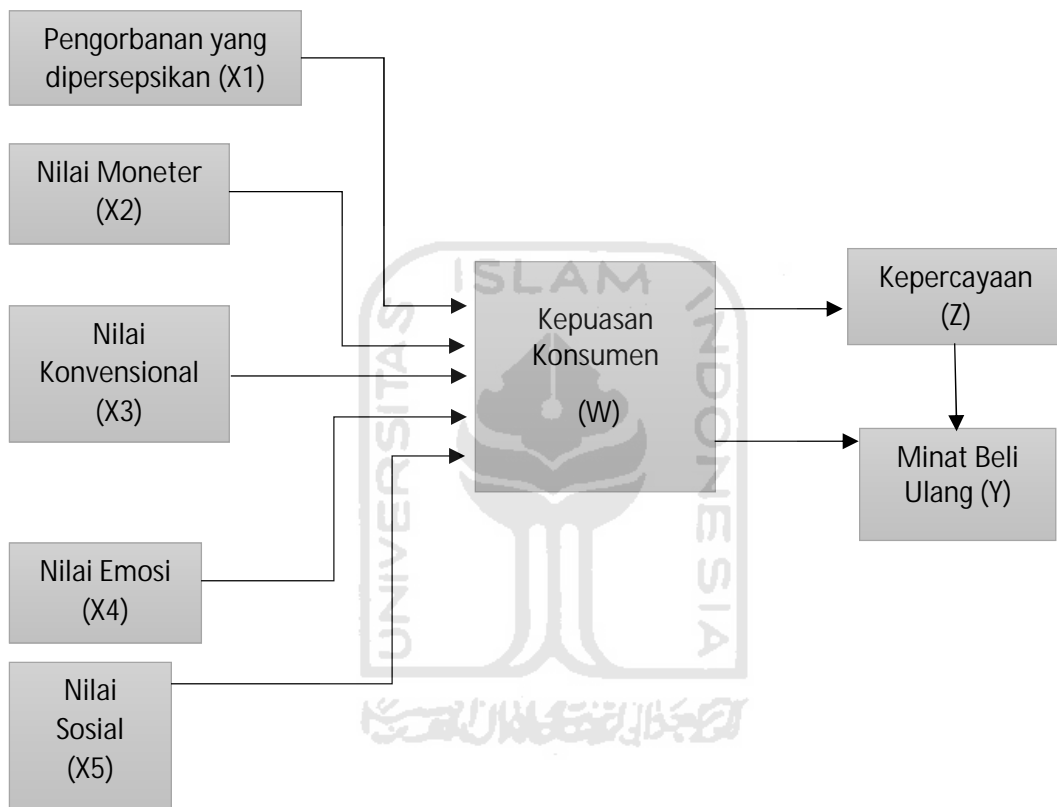 Pengorbanan yang
dipersepsikan (X1)
Nilai Moneter
(X2)
Nilai
Konvensional
(X3)
Nilai Emosi
(X4)
Nilai
Sosial
(X5)
Kepuasan
Konsumen
(W)
Kepercayaan
(Z)
Minat Beli
Ulang (Y)
UNIVERSITAS
ISLAM
INDONESIA